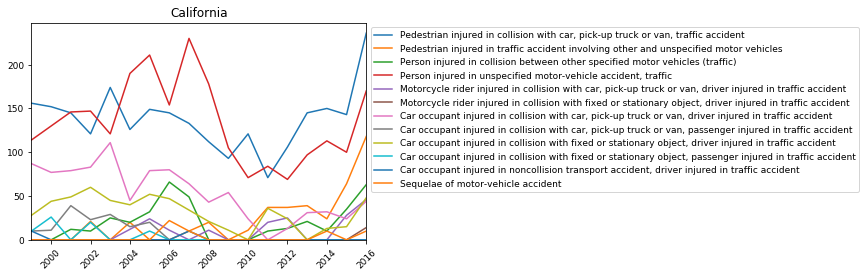 California
200
150
100
50
0
2000
2002
2004
2006
2008
2010
2012
2014
2016
Pedestrian injured in collision with car, pick-up truck or van, traffic accident
Pedestrian injured in traffic accident involving other and unspecified motor vehicles
Person injured in collision between other specified motor vehicles (traffic)
Person injured in unspecified motor-vehicle accident, traffic
Motorcycle rider injured in collision with car, pick-up truck or van, driver injured in traffic accident
Motorcycle rider injured in collision with fixed or stationary object, driver injured in traffic accident
Car occupant injured in collision with car, pick-up truck or van, driver injured in traffic accident
Car occupant injured in collision with car, pick-up truck or van, passenger injured in traffic accident
Car occupant injured in collision with fixed or stationary object, driver injured in traffic accident
Car occupant injured in collision with fixed or stationary object, passenger injured in traffic accident
Car occupant injured in noncollision transport accident, driver injured in traffic accident
Sequelae of motor-vehicle accident